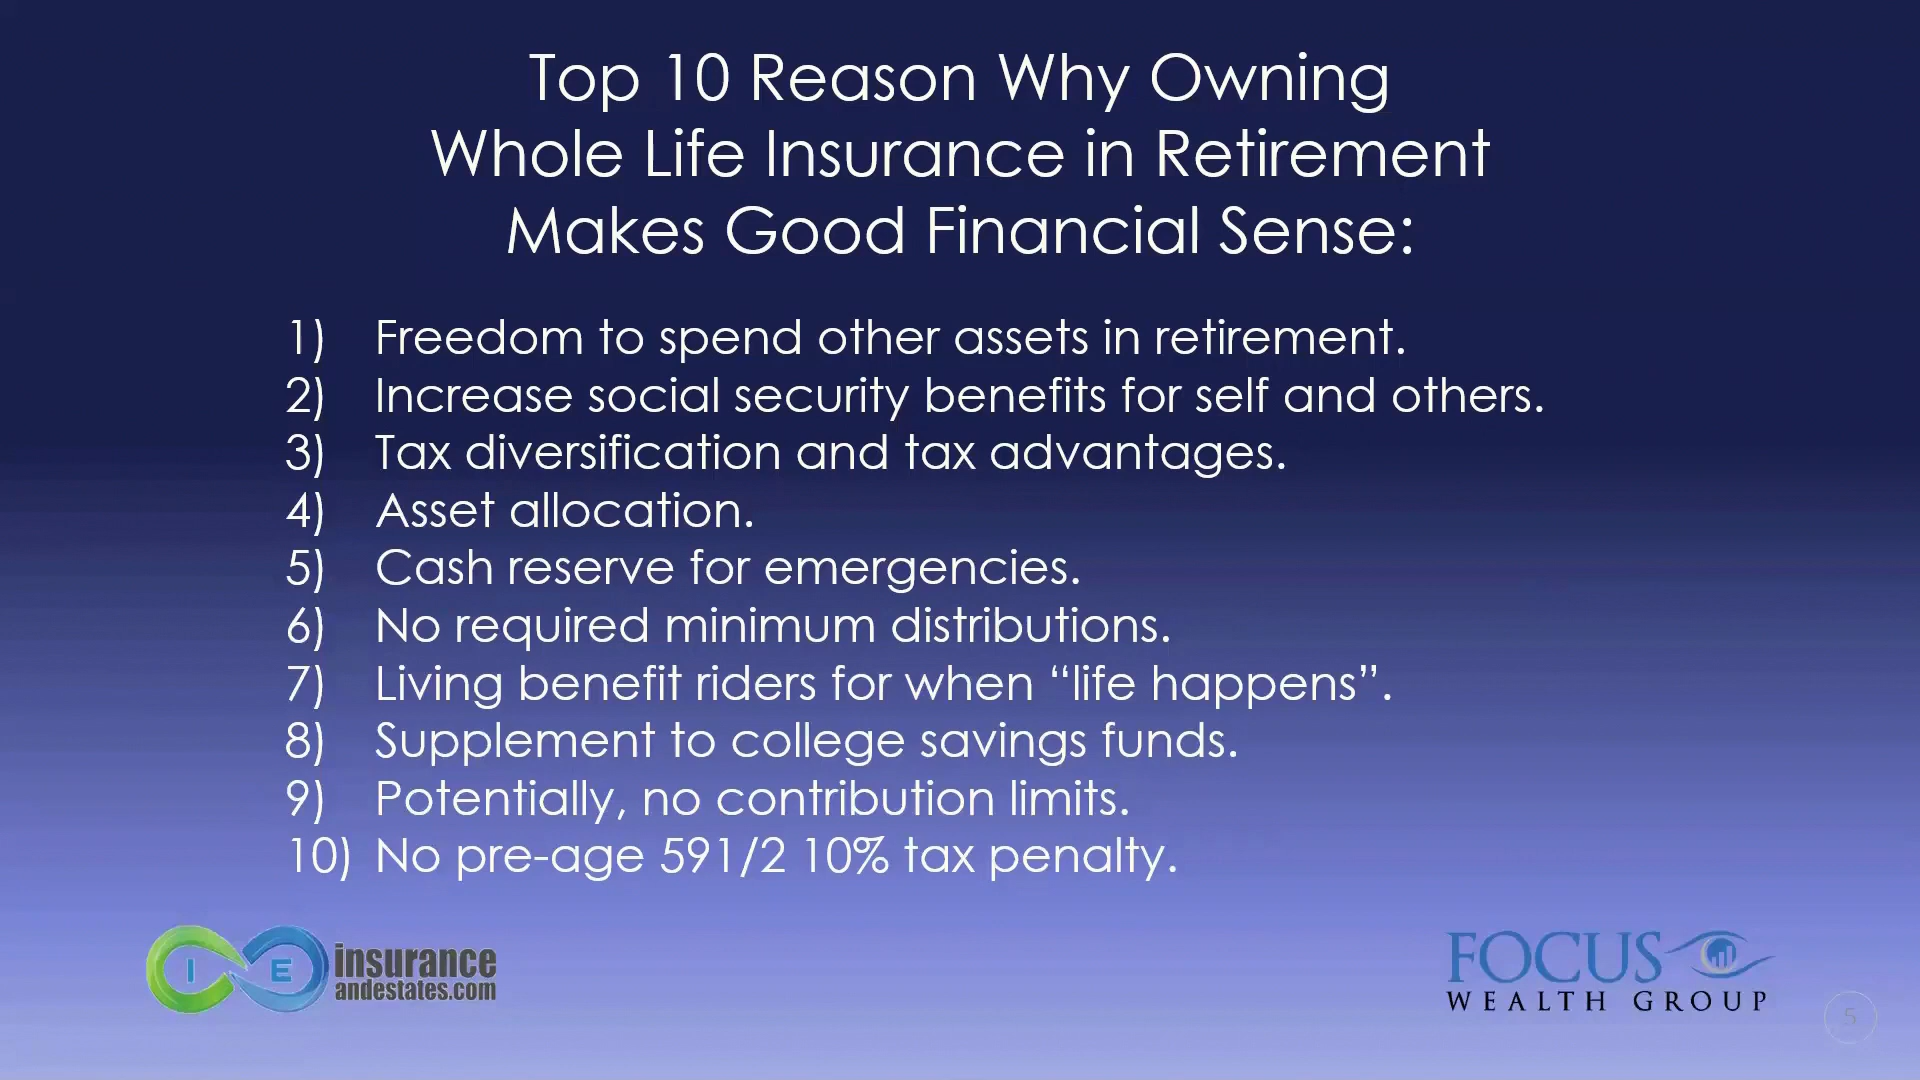 Top 10 Reason Why Owning
Whole Life Insurance in Retirement
Makes Good Financial Sense:
1) Freedom to spend other assets in retirement.
2) Increase social security benefits for self and others.
3) Tax diversification and tax advantages.
4) Asset allocation.
5) Cash reserve for emergencies.
6) No required minimum distributions.
7) Living benefit riders for when “life happens”.
8) Supplement to college savings funds.
9) Potentially, no contribution limits.
10) No pre-age 591/2 10% tax penalty.
I E insurance
andestates.com
FOCUS
WEALTH GROUP
5